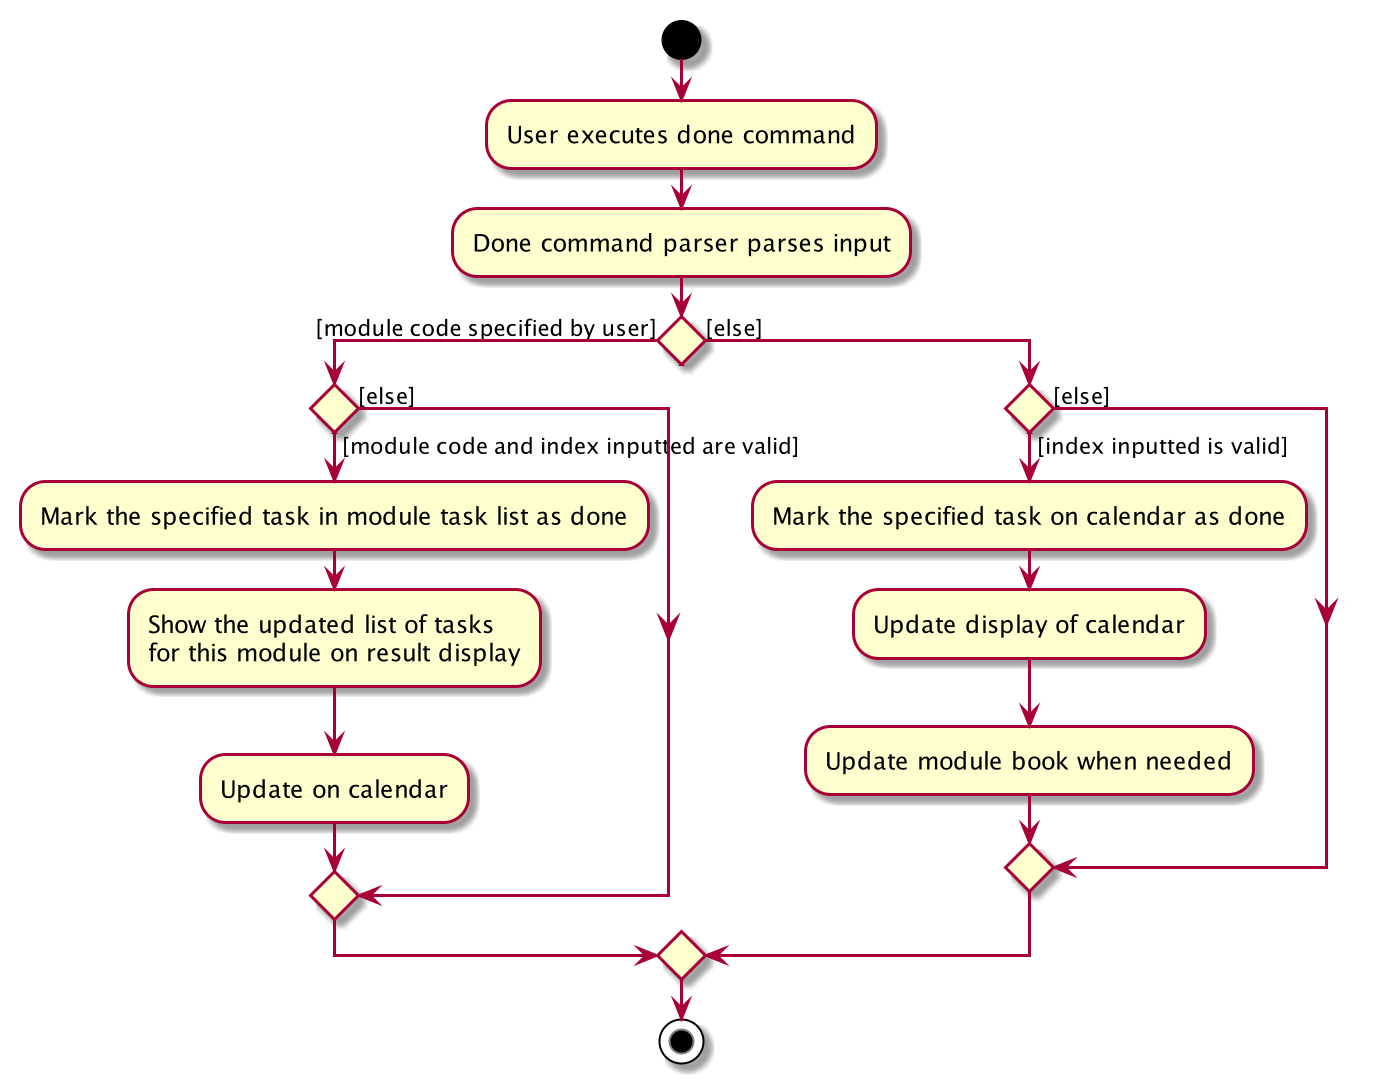 User executes done command
Done command parser parses input
[module code specified by user]
[else]
[else]
[module code and index inputted are valid]
Mark the specified task in module task list as done
Show the updated list of tasks
for this module on result display
Update on calendar
[else]
[index inputted is valid]
Mark the specified task on calendar as done
Update display of calendar
Update module book when needed